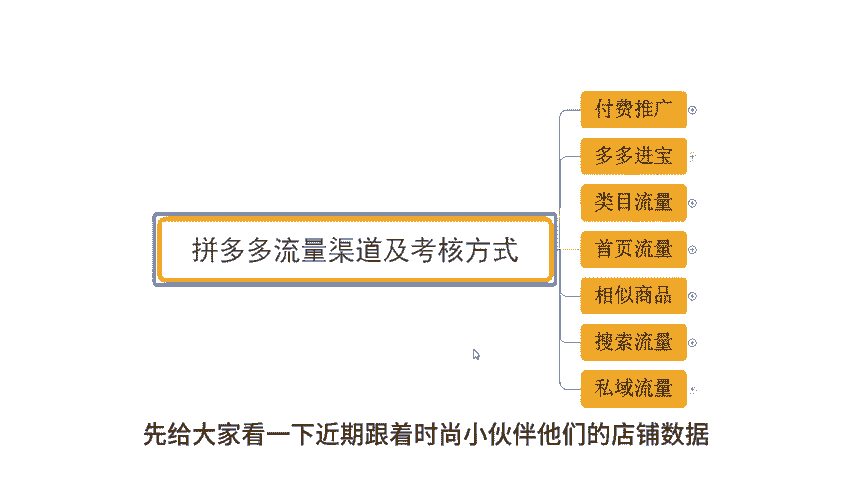 付费推广
多多进宝
类目流量
拼多多流量渠道及考核方式
首页流量
相似商品
搜索流量
私域流量
先给大家看一下近期跟着时尚小伙伴他们的店铺数据